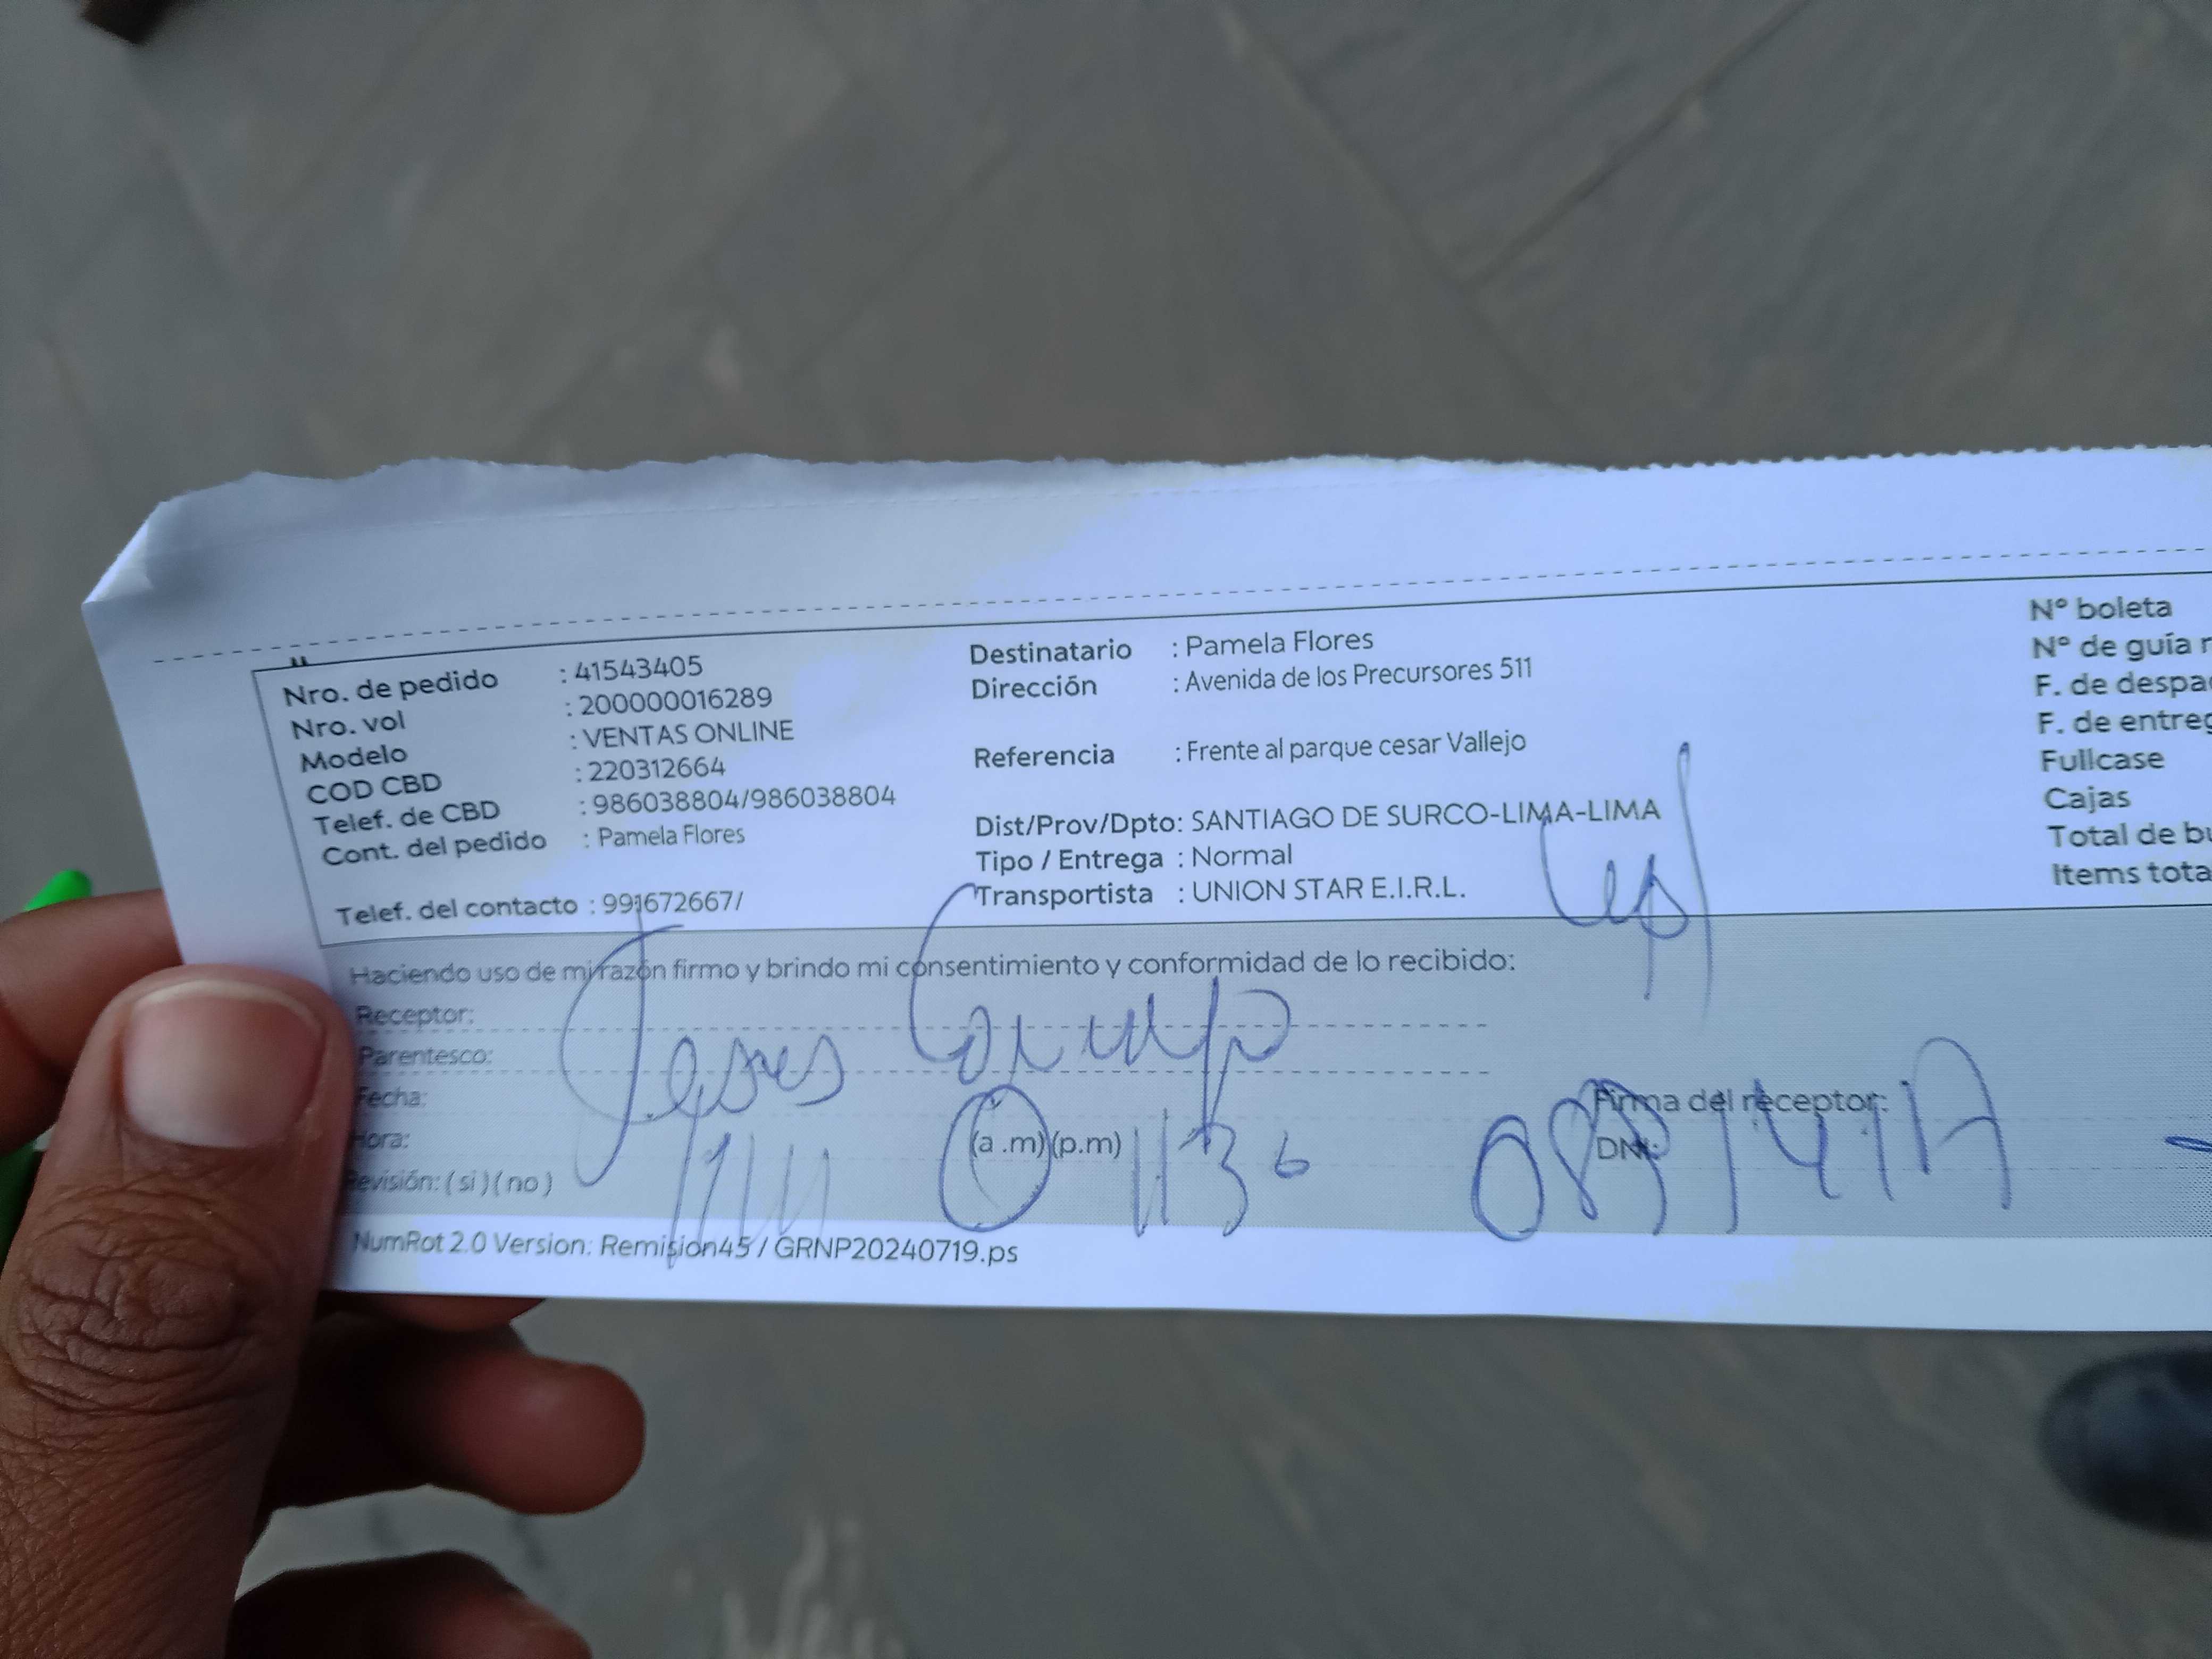 Nro. de pedido : 41543405
Nro. vol : 200000016289
Modelo : VENTAS ONLINE
COD CBD : 220312664
Telef. de CBD : 986038804/986038804
Cont. del pedido : Pamela Flores
Telef. del contacto : 991672667/
Destinatario : Pamela Flores
Dirección : Avenida de los Precursores 511
Referencia : Frente al parque cesar Vallejo
Dist/Prov/Dpto: SANTIAGO DE SURCO-LIMA-LIMA
Tipo / Entrega : Normal
Transportista : UNION STAR E.I.R.L.
Nº boleta
Nº de guía
F. de
F. de
Fullcase
Cajas
Total de
Items
Haciendo uso de mi razón firmo y brindo mi consentimiento y conformidad de lo recibido:
Receptor:
Parentesco:
Fecha:
Hora: (a .m)(p.m) 1136
Revisión: ( si ) ( no )
Firma del receptor:
DNI:
NumRot 2.0 Version: Remision45 / GRNP20240719.ps